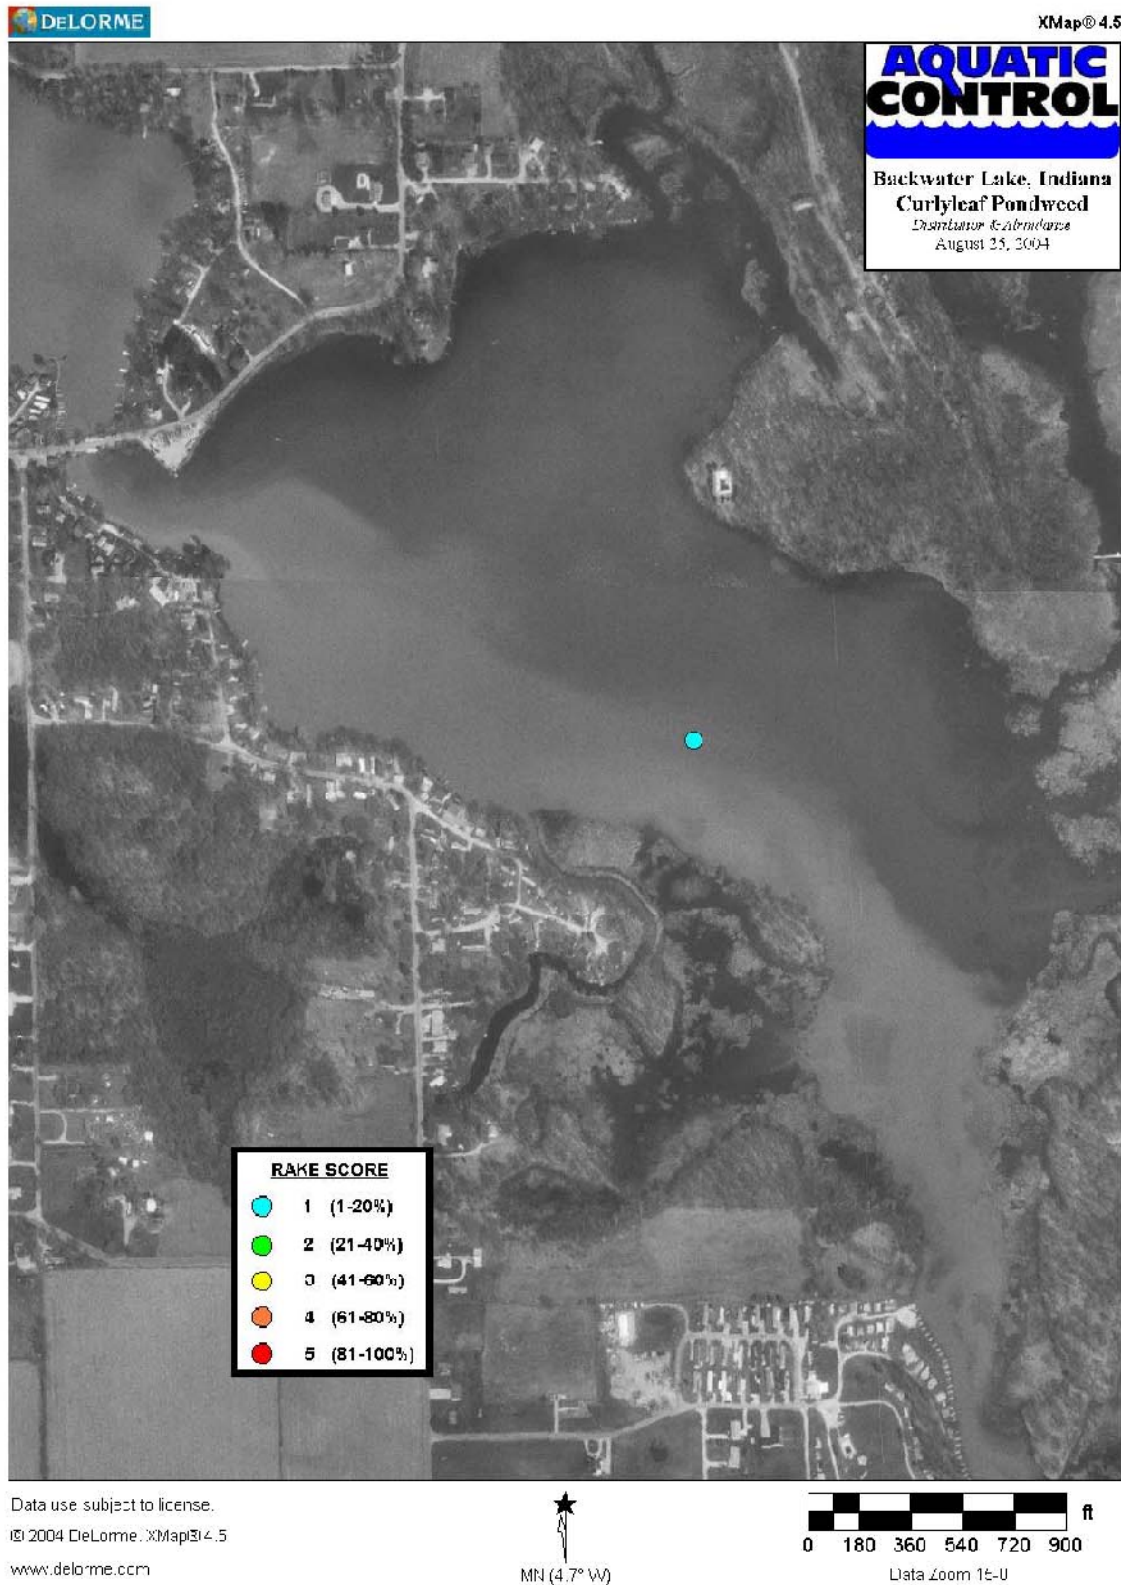 DELORME
XMap® 4.5
AQUATIC
CONTROL
Backwater Lake, Indiana
Curlyleaf Pondweed
Distribution & Abundance
August 25, 2004
RAKE SCORE
1 (1-20%)
2 (21-40%)
3 (41-60%)
4 (61-80%)
5 (81-100%)
Data use subject to license.
© 2004 DeLorme. XMap® 4.5
www.delorme.com
MN (4.7° W)
ft
0 180 360 540 720 900
Data Zoom 15-0